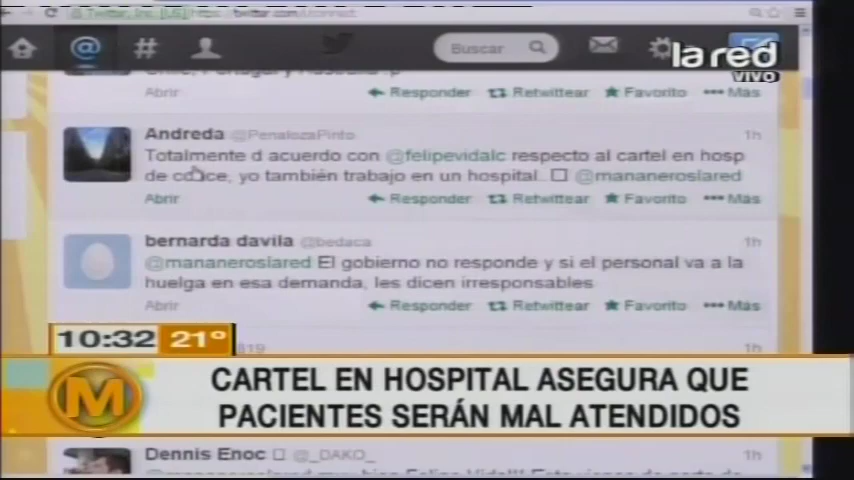 Buscar
la red
VIVO
Abrir Responder Retwittear Favorito Más
Andreda @PenalozaPinto 1h
Totalmente d acuerdo con @felipevidalc respecto al cartel en hosp
de, yo también trabajo en un hospital. @mananeroslared
Abrir Responder Retwittear Favorito Más
bernarda davila @bedaca 1h
@mananeroslared El gobierno no responde y si el personal va a la
huelga en esa demanda, les dicen irresponsables
Abrir Responder Retwittear Favorito Más
10:32 21°
819 1h
M
CARTEL EN HOSPITAL ASEGURA QUE
PACIENTES SERÁN MAL ATENDIDOS
Dennis Enoc @_DAKO_